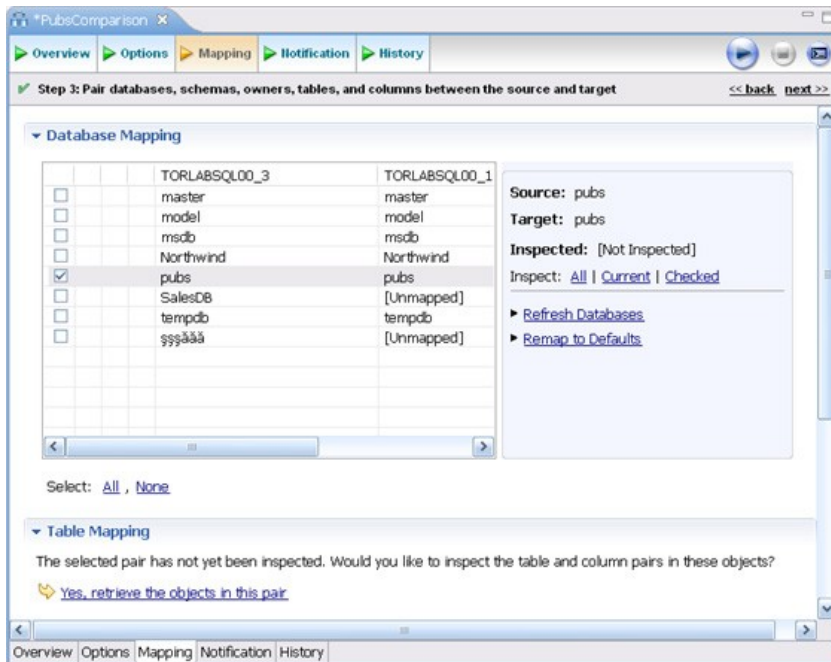 *PubsComparison
Overview Options Mapping Notification History
Step 3: Pair databases, schemas, owners, tables, and columns between the source and target << back next >>
Database Mapping
TORLABSQL00_3 TORLABSQL00_1
master master
model model
msdb msdb
Northwind Northwind
pubs pubs
SalesDB [Unmapped]
tempdb tempdb
şşşăăă [Unmapped]
Source: pubs
Target: pubs
Inspected: [Not Inspected]
Inspect: All | Current | Checked
Refresh Databases
Remap to Defaults
Select: All , None
Table Mapping
The selected pair has not yet been inspected. Would you like to inspect the table and column pairs in these objects?
Yes, retrieve the objects in this pair
Overview Options Mapping Notification History